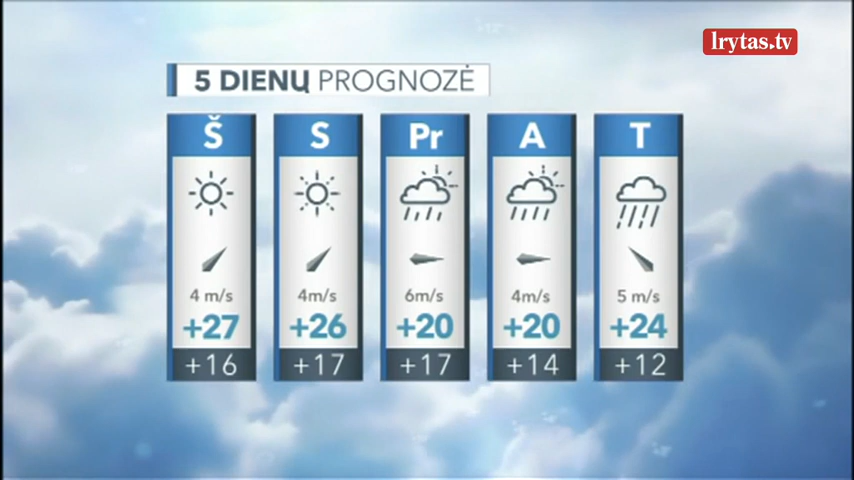 lrytas.tv
5 DIENŲ PROGNOZĖ
Š S Pr A T
4 m/s 4m/s 6m/s 4m/s 5 m/s
+27 +26 +20 +20 +24
+16 +17 +17 +14 +12